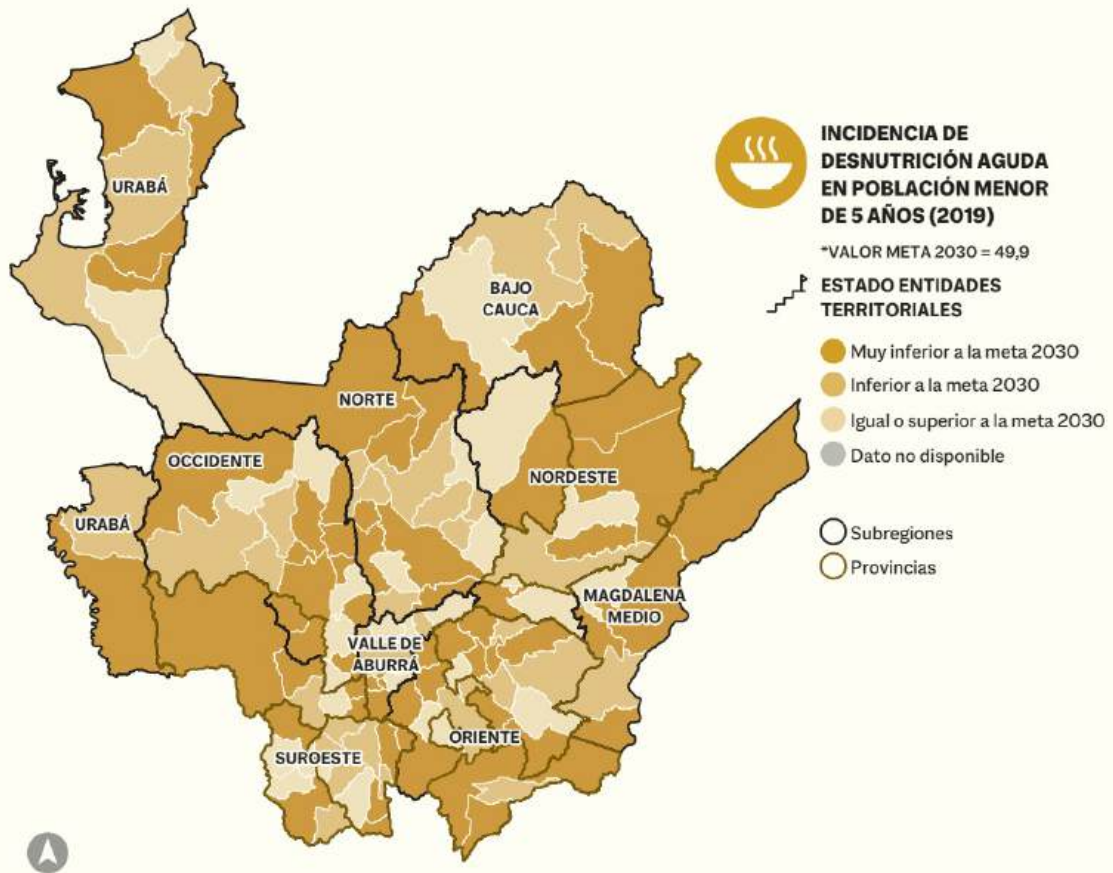 INCIDENCIA DE
DESNUTRICIÓN AGUDA
EN POBLACIÓN MENOR
DE 5 AÑOS (2019)
*VALOR META 2030 = 49,9
ESTADO ENTIDADES
TERRITORIALES
Muy inferior a la meta 2030
Inferior a la meta 2030
Igual o superior a la meta 2030
Dato no disponible
Subregiones
Provincias
URABÁ
BAJO
CAUCA
NORTE
OCCIDENTE
NORDESTE
URABÁ
MAGDALENA
MEDIO
VALLE DE
ABURRÁ
ORIENTE
SUROESTE